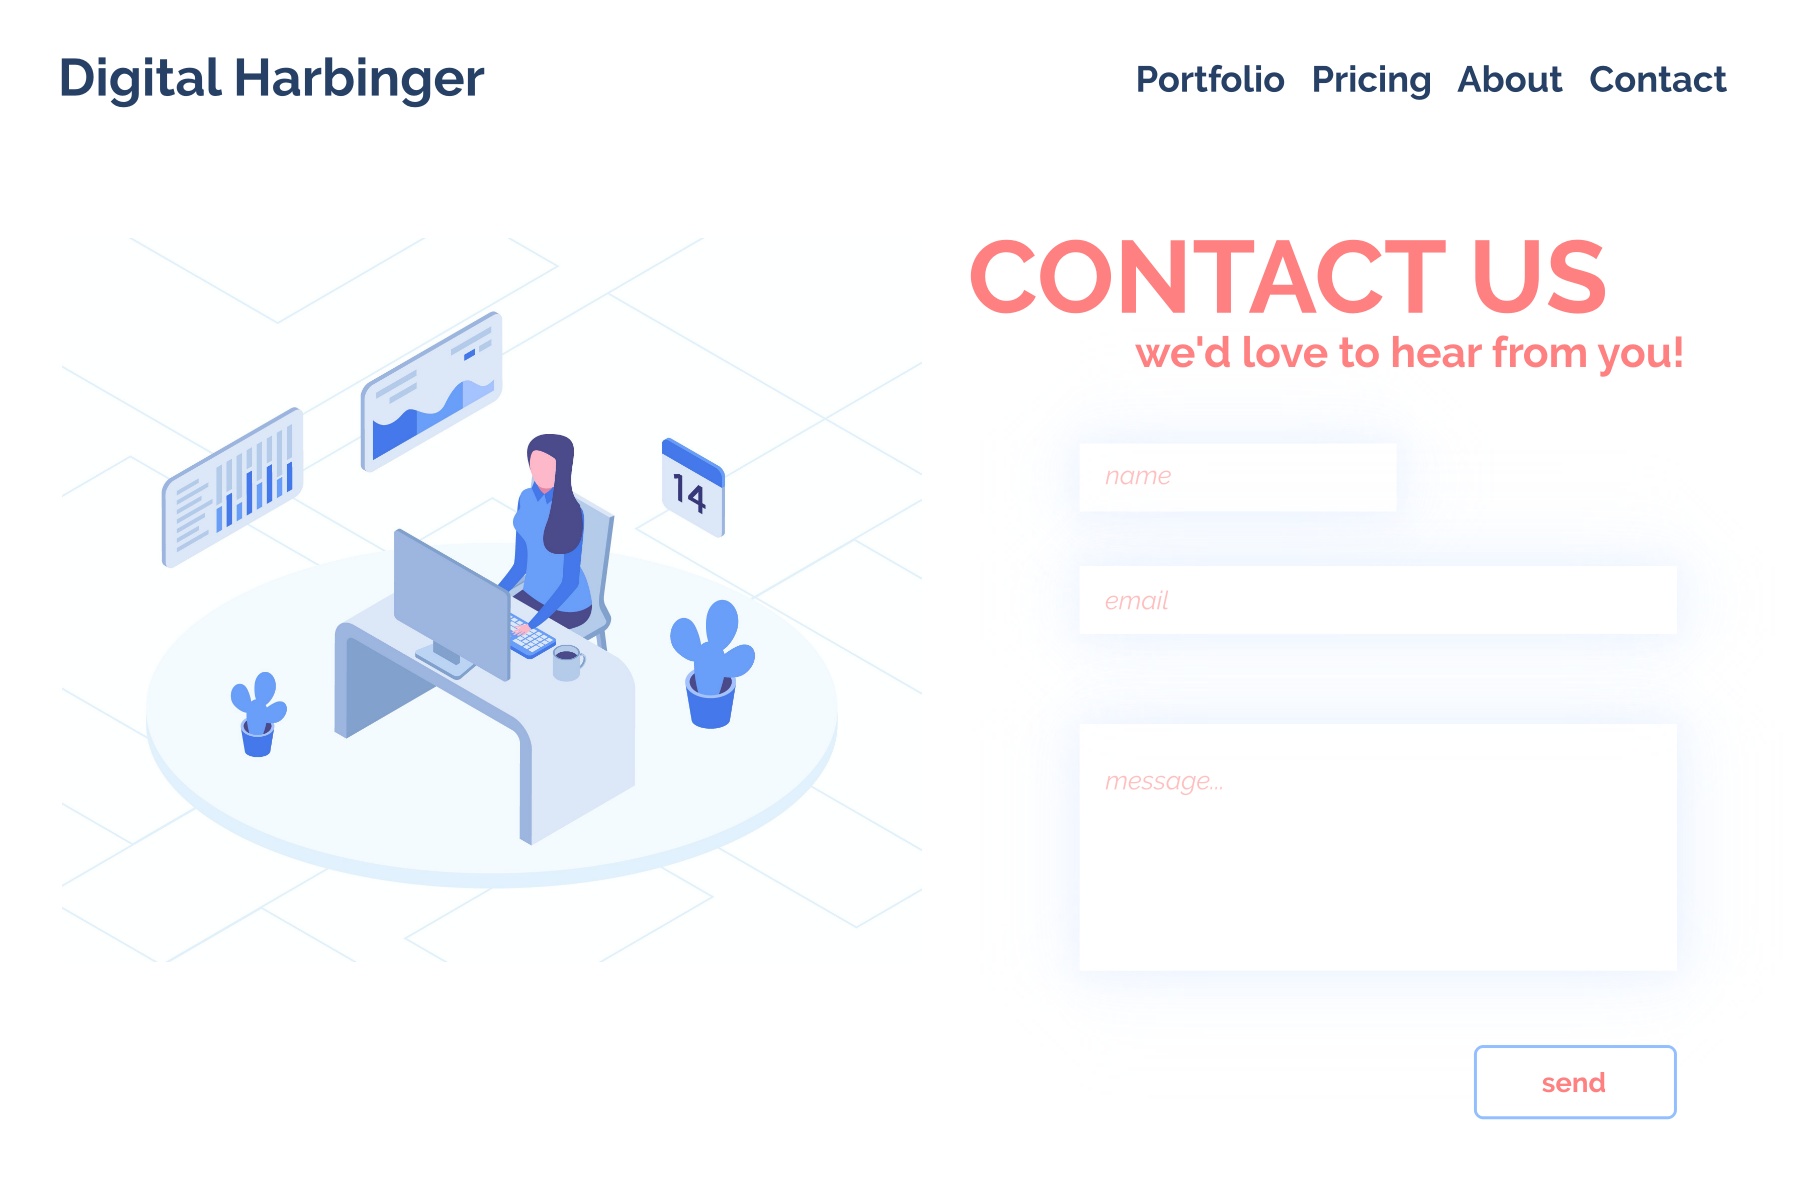 Digital Harbinger
Portfolio Pricing About Contact
CONTACT US
we'd love to hear from you!
14
name
email
message...
send